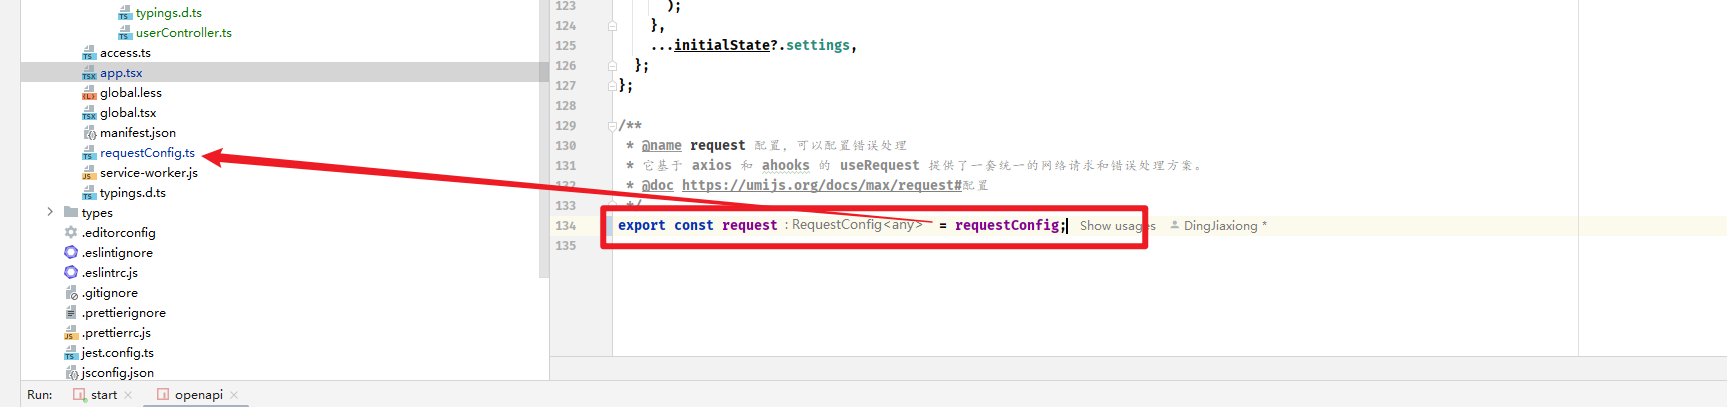 typings.d.ts
userController.ts
access.ts
app.tsx
global.less
global.tsx
manifest.json
requestConfig.ts
service-worker.js
typings.d.ts
types
.editorconfig
.eslintignore
.eslintrc.js
.gitignore
.prettierignore
.prettierrc.js
jest.config.ts
jsconfig.json
123 );
124 },
125 ...initialState?.settings,
126 };
127 };
128
129 /**
130 * @name request 配置，可以配置错误处理
131 * 它基于 axios 和 ahooks 的 useRequest 提供了一套统一的网络请求和错误处理方案。
132 * @doc https://umijs.org/docs/max/request#配置
133 */
134 export const request : RequestConfig<any> = requestConfig; Show usages DingJiaxiong *
135
Run: start × openapi ×